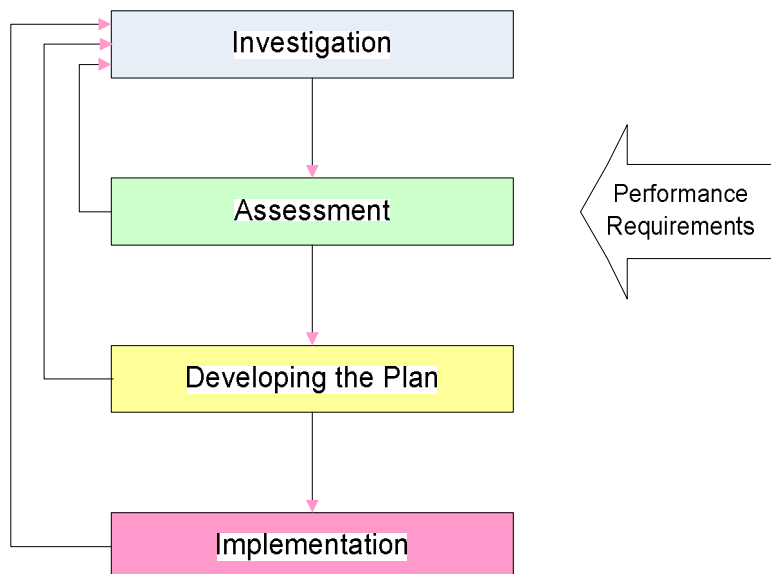 Investigation
Assessment
Performance
Requirements
Developing the Plan
Implementation